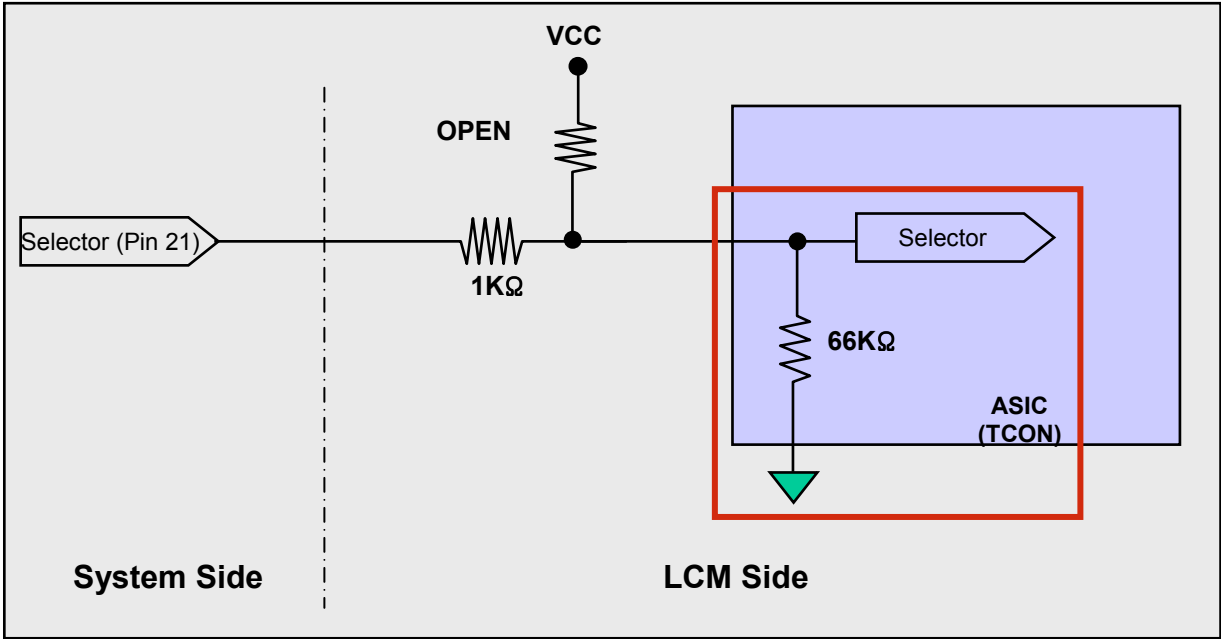 VCC
OPEN
Selector (Pin 21)
Selector
1KΩ
66KΩ
ASIC
(TCON)
System Side
LCM Side